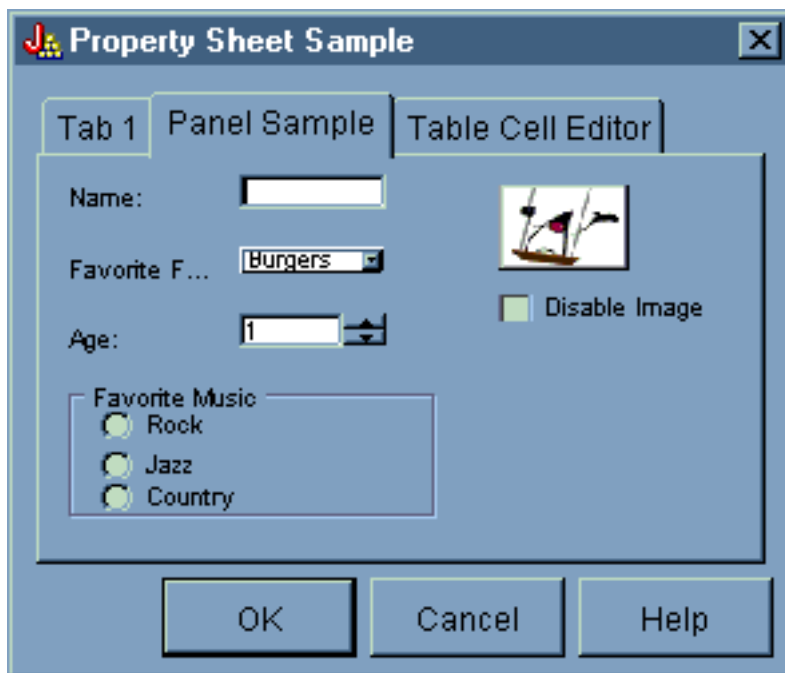 Property Sheet Sample
Tab 1
Panel Sample
Table Cell Editor
Name:
Favorite F...
Burgers
Age:
1
Disable Image
Favorite Music
Rock
Jazz
Country
OK
Cancel
Help